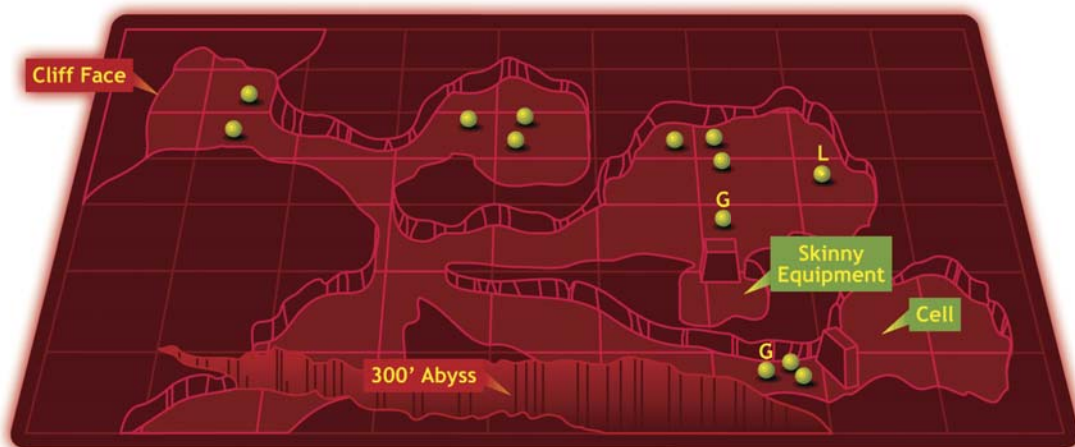 Cliff Face
L
G
Skinny
Equipment
Cell
G
300' Abyss